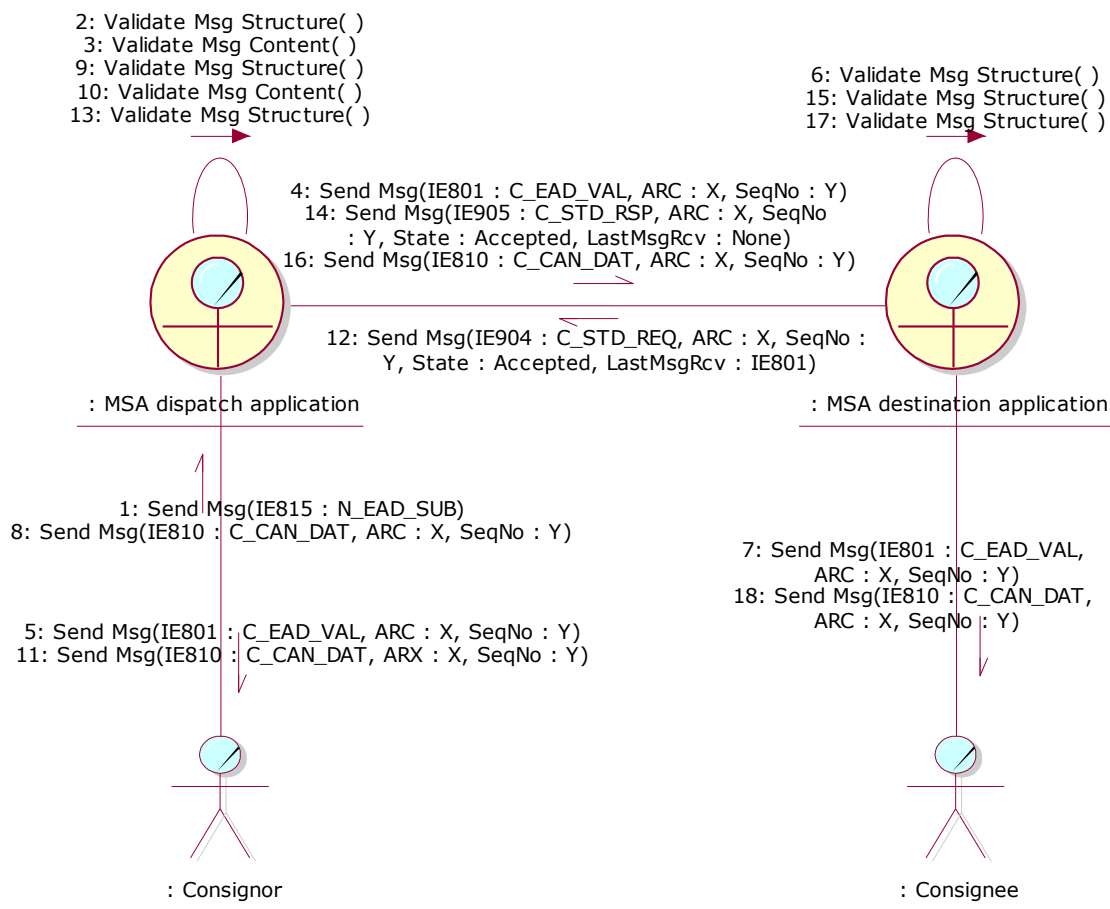 2: Validate Msg Structure( )
3: Validate Msg Content( )
9: Validate Msg Structure( )
10: Validate Msg Content( )
13: Validate Msg Structure( )
6: Validate Msg Structure( )
15: Validate Msg Structure( )
17: Validate Msg Structure( )
4: Send Msg(IE801 : C_EAD_VAL, ARC : X, SeqNo : Y)
14: Send Msg(IE905 : C_STD_RSP, ARC : X, SeqNo
: Y, State : Accepted, LastMsgRcv : None)
16: Send Msg(IE810 : C_CAN_DAT, ARC : X, SeqNo : Y)
12: Send Msg(IE904 : C_STD_REQ, ARC : X, SeqNo :
Y, State : Accepted, LastMsgRcv : IE801)
: MSA dispatch application
: MSA destination application
1: Send Msg(IE815 : N_EAD_SUB)
8: Send Msg(IE810 : C_CAN_DAT, ARC : X, SeqNo : Y)
7: Send Msg(IE801 : C_EAD_VAL,
ARC : X, SeqNo : Y)
18: Send Msg(IE810 : C_CAN_DAT,
ARC : X, SeqNo : Y)
5: Send Msg(IE801 : C_EAD_VAL, ARC : X, SeqNo : Y)
11: Send Msg(IE810 : C_CAN_DAT, ARX : X, SeqNo : Y)
: Consignor
: Consignee